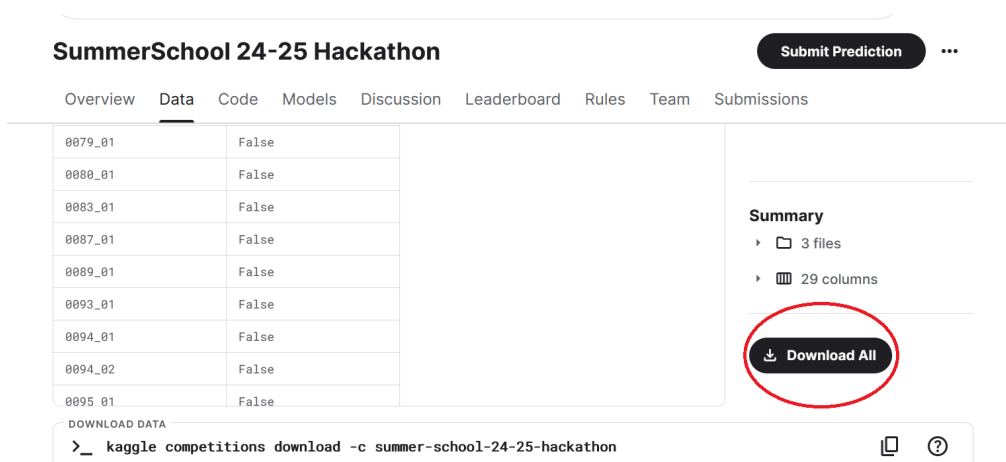 SummerSchool 24-25 Hackathon
Submit Prediction
Overview Data Code Models Discussion Leaderboard Rules Team Submissions
0079_01 False
0080_01 False
0083_01 False
0087_01 False
0089_01 False
0093_01 False
0094_01 False
0094_02 False
0095_01 False
Summary
3 files
29 columns
Download All
DOWNLOAD DATA
>_ kaggle competitions download -c summer-school-24-25-hackathon